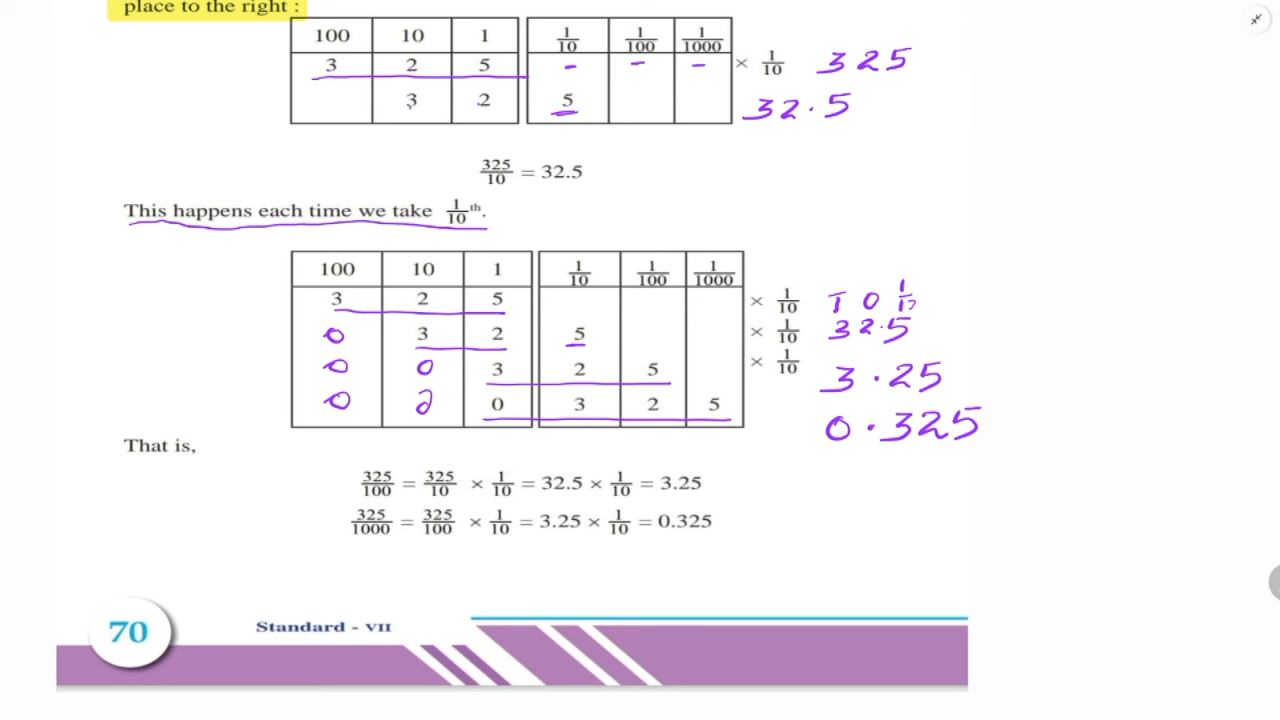 place to the right :
100 10 1 1/10 1/100 1/1000
3 2 5 - - - × 1/10 325
3 2 5 32.5
325/10 = 32.5
This happens each time we take 1/10 th.
100 10 1 1/10 1/100 1/1000
3 2 5 × 1/10 T O 1/10
0 3 2 5 × 1/10 32.5
0 0 3 2 5 × 1/10 3.25
0 0 0 3 2 5 0.325
That is,
325/100 = 325/10 × 1/10 = 32.5 × 1/10 = 3.25
325/1000 = 325/100 × 1/10 = 3.25 × 1/10 = 0.325
70 Standard - VII